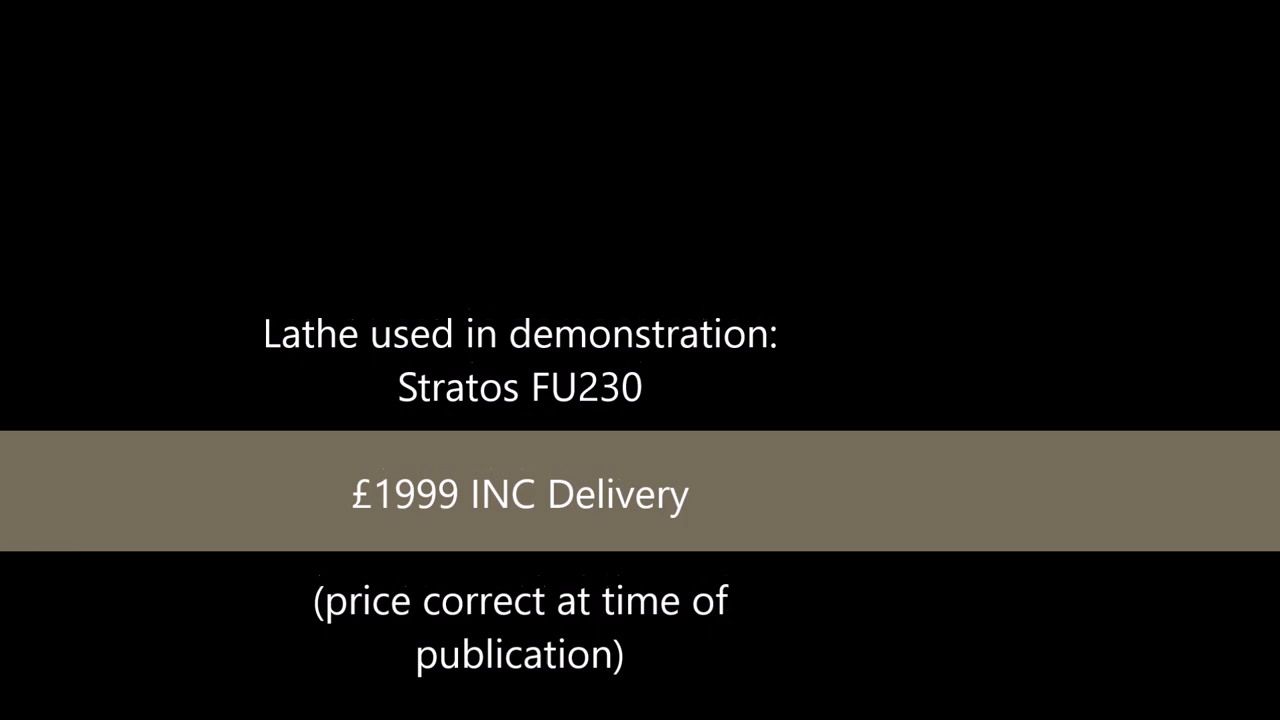 Lathe used in demonstration:
Stratos FU230
£1999 INC Delivery
(price correct at time of
publication)